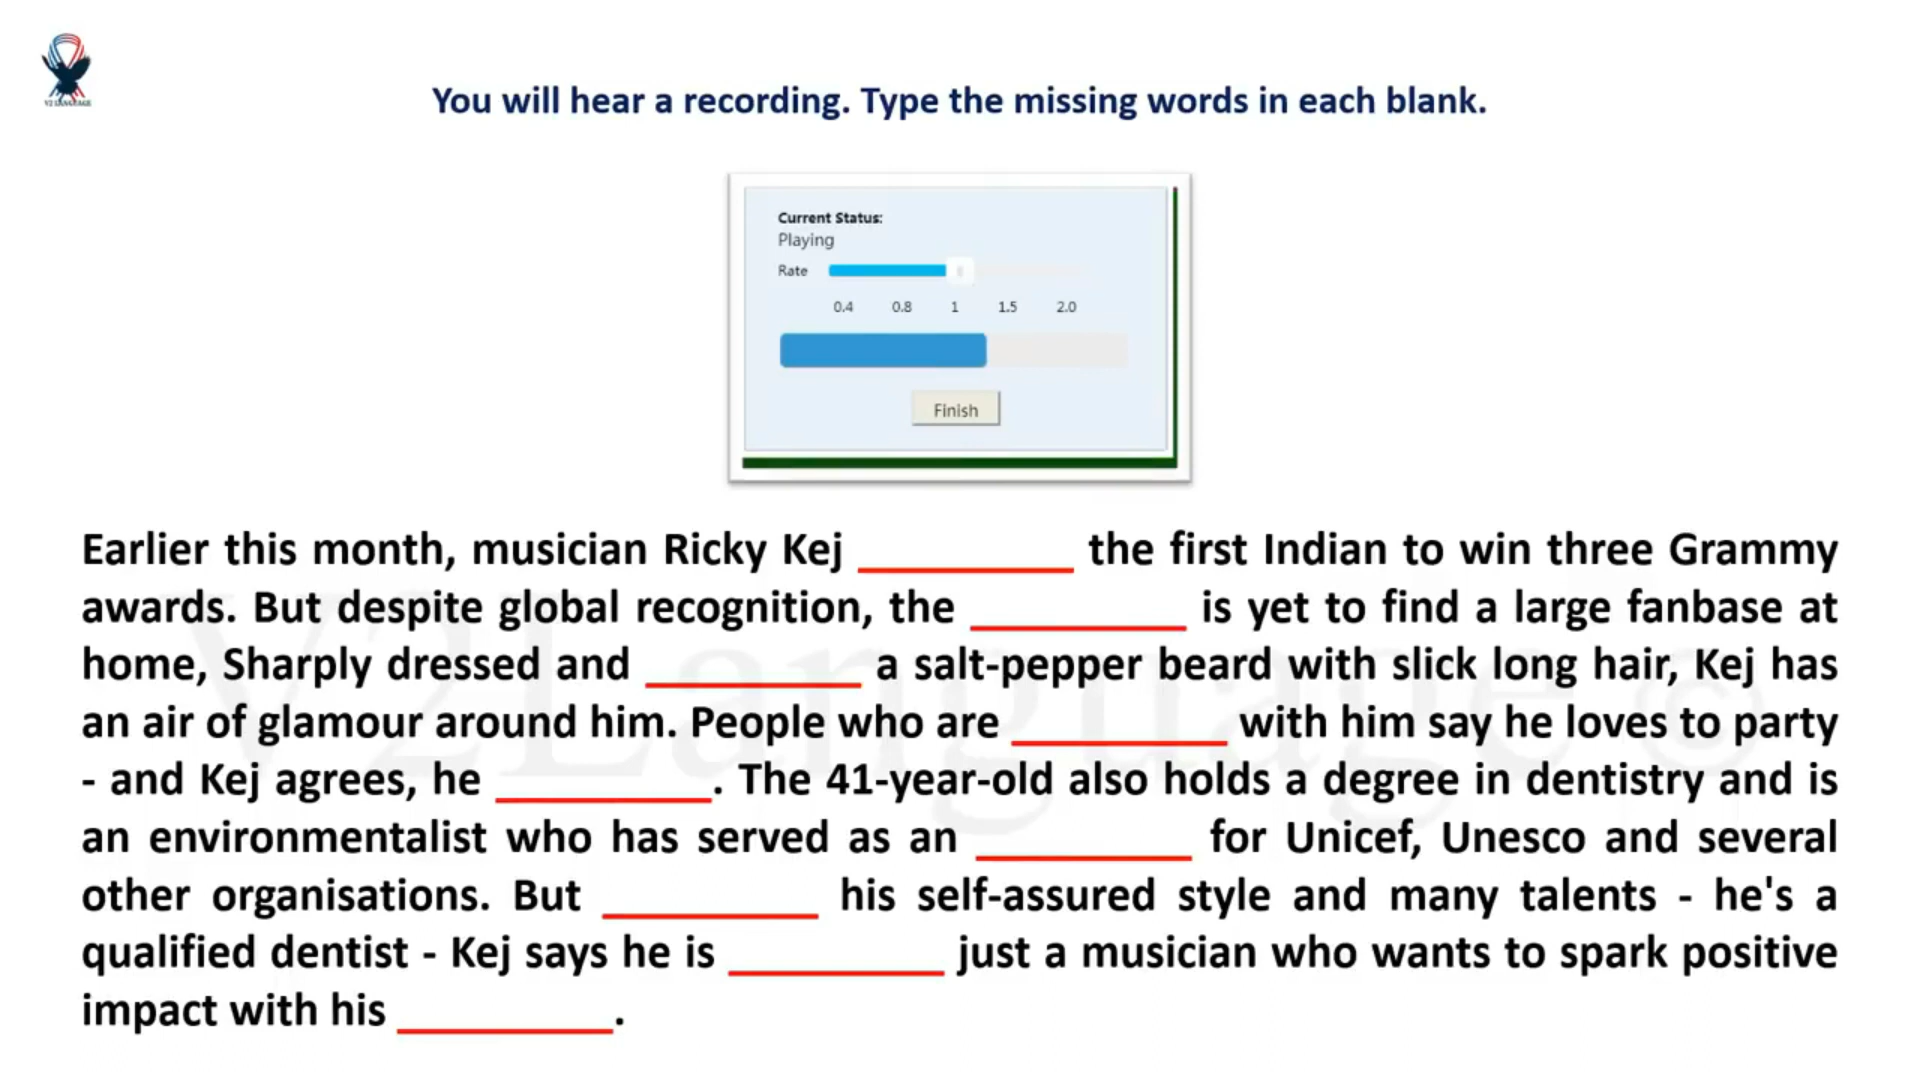 V2 LANGUAGE
You will hear a recording. Type the missing words in each blank.
Current Status:
Playing
Rate
0.4 0.8 1 1.5 2.0
Finish
Earlier this month, musician Ricky Kej __________ the first Indian to win three Grammy
awards. But despite global recognition, the __________ is yet to find a large fanbase at
home, Sharply dressed and __________ a salt-pepper beard with slick long hair, Kej has
an air of glamour around him. People who are __________ with him say he loves to party
- and Kej agrees, he __________. The 41-year-old also holds a degree in dentistry and is
an environmentalist who has served as an __________ for Unicef, Unesco and several
other organisations. But __________ his self-assured style and many talents - he's a
qualified dentist - Kej says he is __________ just a musician who wants to spark positive
impact with his __________.
V2Language ©